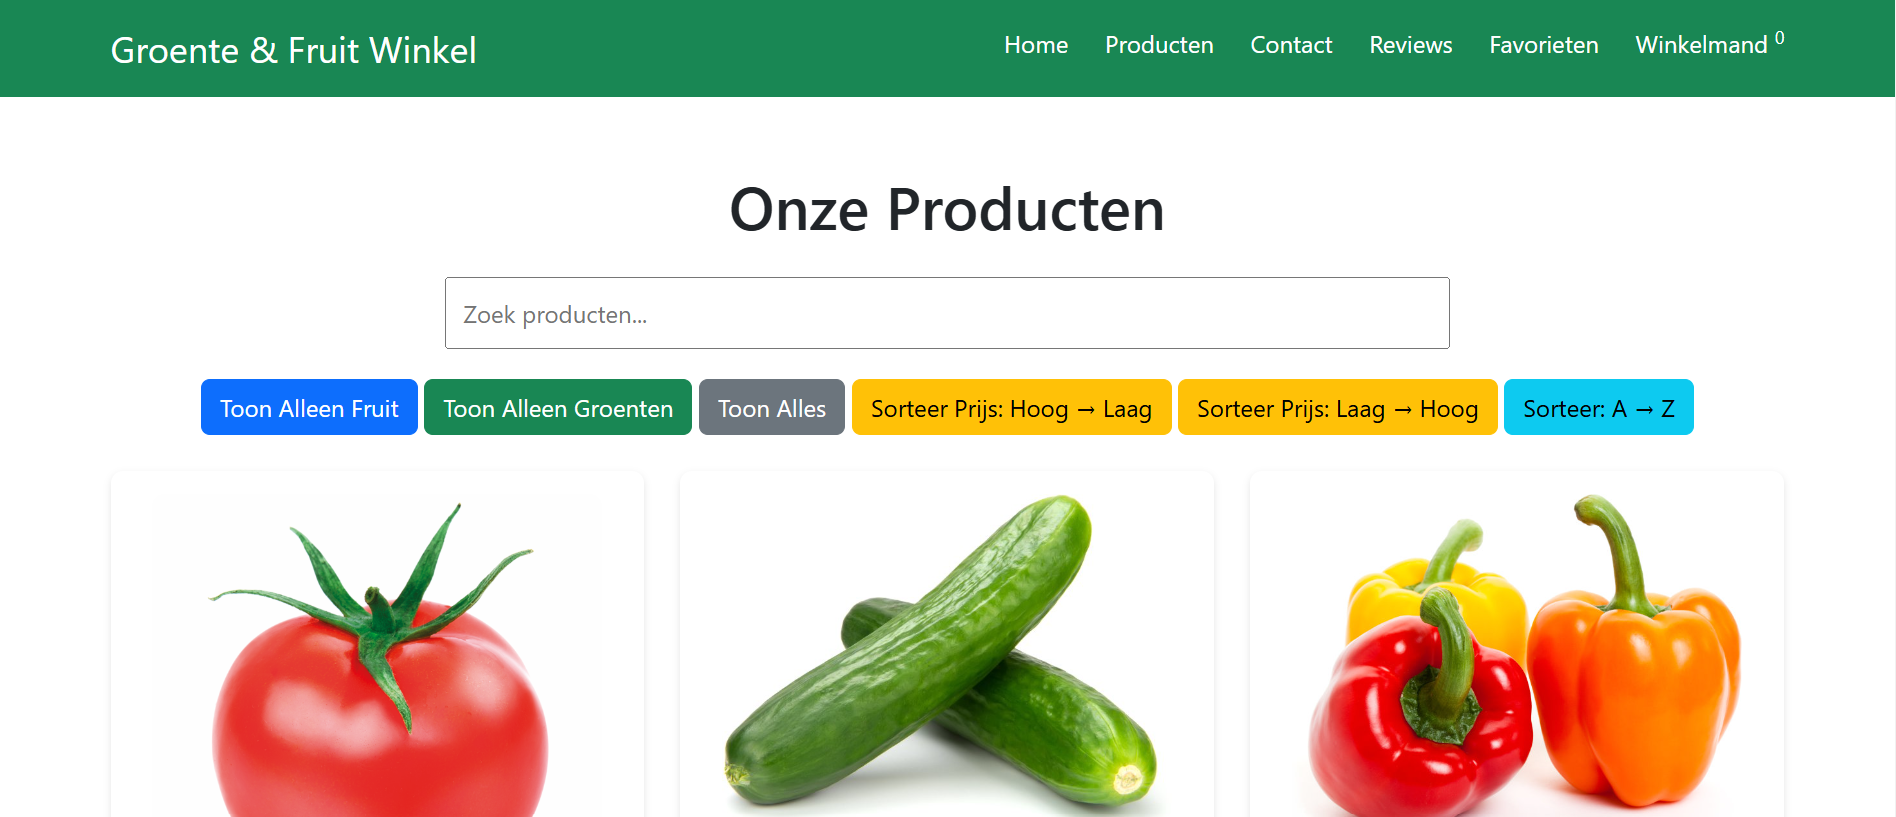 Groente & Fruit Winkel
Home Producten Contact Reviews Favorieten Winkelmand 0
Onze Producten
Zoek producten...
Toon Alleen Fruit Toon Alleen Groenten Toon Alles Sorteer Prijs: Hoog → Laag Sorteer Prijs: Laag → Hoog Sorteer: A → Z